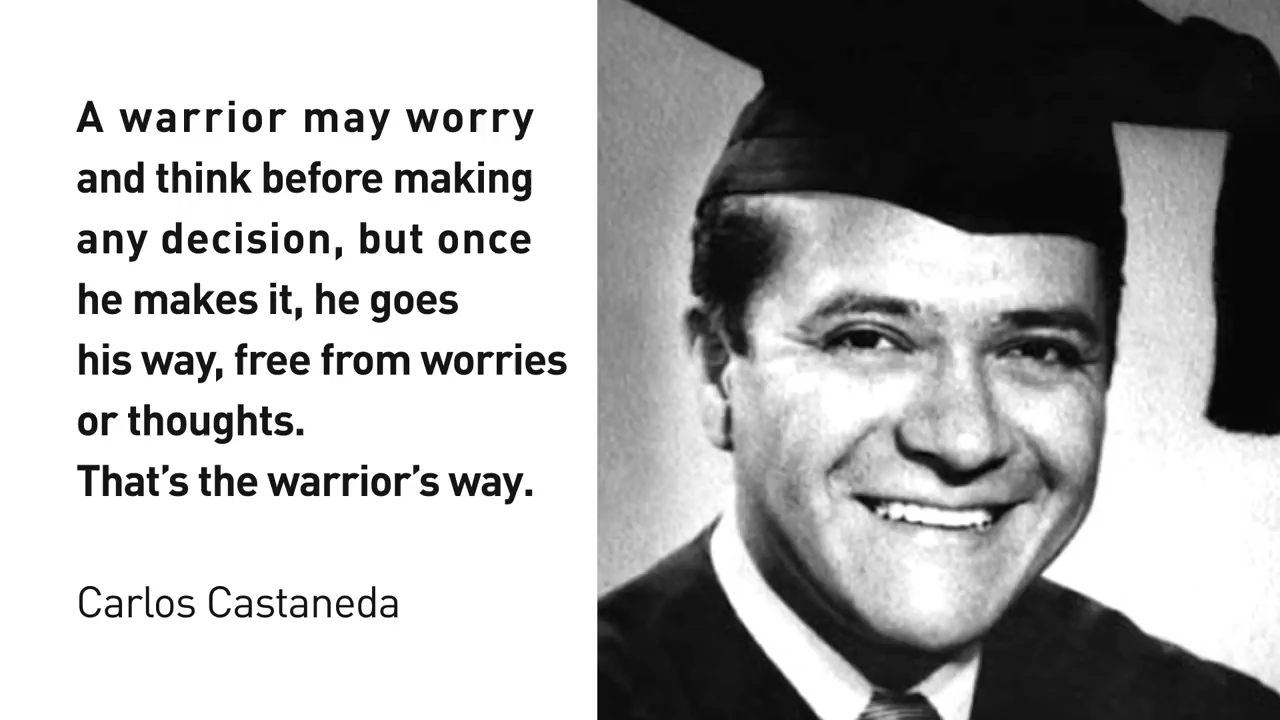 A warrior may worry
and think before making
any decision, but once
he makes it, he goes
his way, free from worries
or thoughts.
That’s the warrior’s way.
Carlos Castaneda